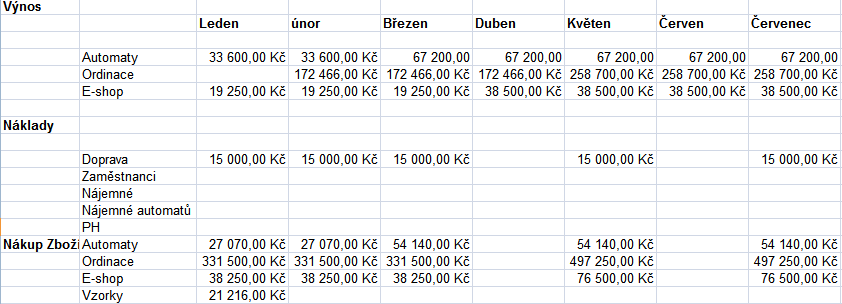 Výnos
Leden únor Březen Duben Květen Červen Červenec
Automaty 33 600,00 Kč 33 600,00 Kč 67 200,00 67 200,00 67 200,00 67 200,00 67 200,00
Ordinace 172 466,00 Kč 172 466,00 Kč 172 466,00 Kč 258 700,00 Kč 258 700,00 Kč 258 700,00 Kč
E-shop 19 250,00 Kč 19 250,00 Kč 19 250,00 Kč 38 500,00 Kč 38 500,00 Kč 38 500,00 Kč 38 500,00 Kč
Náklady
Doprava 15 000,00 Kč 15 000,00 Kč 15 000,00 Kč 15 000,00 Kč 15 000,00 Kč
Zaměstnanci
Nájemné
Nájemné automatů
PH
Nákup Zboží Automaty 27 070,00 Kč 27 070,00 Kč 54 140,00 Kč 54 140,00 Kč 54 140,00 Kč
Ordinace 331 500,00 Kč 331 500,00 Kč 331 500,00 Kč 497 250,00 Kč 497 250,00 Kč
E-shop 38 250,00 Kč 38 250,00 Kč 38 250,00 Kč 76 500,00 Kč 76 500,00 Kč
Vzorky 21 216,00 Kč